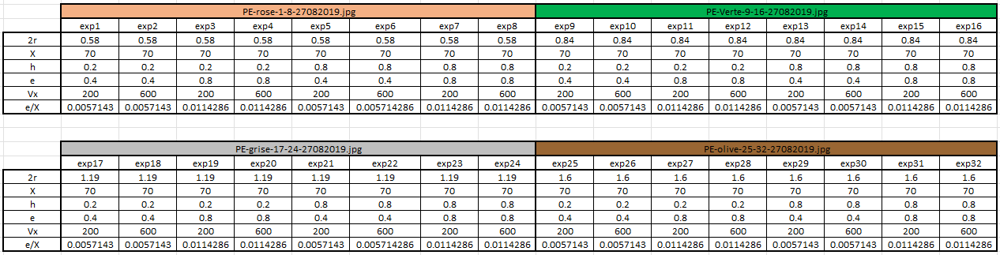 PE-rose-1-8-27082019.jpg PE-Verte-9-16-27082019.jpg
exp1 exp2 exp3 exp4 exp5 exp6 exp7 exp8 exp9 exp10 exp11 exp12 exp13 exp14 exp15 exp16
2r 0.58 0.58 0.58 0.58 0.58 0.58 0.58 0.58 0.84 0.84 0.84 0.84 0.84 0.84 0.84 0.84
X 70 70 70 70 70 70 70 70 70 70 70 70 70 70 70 70
h 0.2 0.2 0.2 0.2 0.8 0.8 0.8 0.8 0.2 0.2 0.2 0.2 0.8 0.8 0.8 0.8
e 0.4 0.4 0.8 0.8 0.4 0.4 0.8 0.8 0.4 0.4 0.8 0.8 0.4 0.4 0.8 0.8
Vx 200 600 200 600 200 600 200 600 200 600 200 600 200 600 200 600
e/X 0.0057143 0.0057143 0.0114286 0.0114286 0.0057143 0.005714286 0.0114286 0.0114286 0.0057143 0.0057143 0.0114286 0.0114286 0.0057143 0.0057143 0.0114286 0.0114286
PE-grise-17-24-27082019.jpg PE-olive-25-32-27082019.jpg
exp17 exp18 exp19 exp20 exp21 exp22 exp23 exp24 exp25 exp26 exp27 exp28 exp29 exp30 exp31 exp32
2r 1.19 1.19 1.19 1.19 1.19 1.19 1.19 1.19 1.6 1.6 1.6 1.6 1.6 1.6 1.6 1.6
X 70 70 70 70 70 70 70 70 70 70 70 70 70 70 70 70
h 0.2 0.2 0.2 0.2 0.8 0.8 0.8 0.8 0.2 0.2 0.2 0.2 0.8 0.8 0.8 0.8
e 0.4 0.4 0.8 0.8 0.4 0.4 0.8 0.8 0.4 0.4 0.8 0.8 0.4 0.4 0.8 0.8
Vx 200 600 200 600 200 600 200 600 200 600 200 600 200 600 200 600
e/X 0.0057143 0.0057143 0.0114286 0.0114286 0.0057143 0.005714286 0.0114286 0.0114286 0.0057143 0.0057143 0.0114286 0.0114286 0.0057143 0.0057143 0.0114286 0.0114286